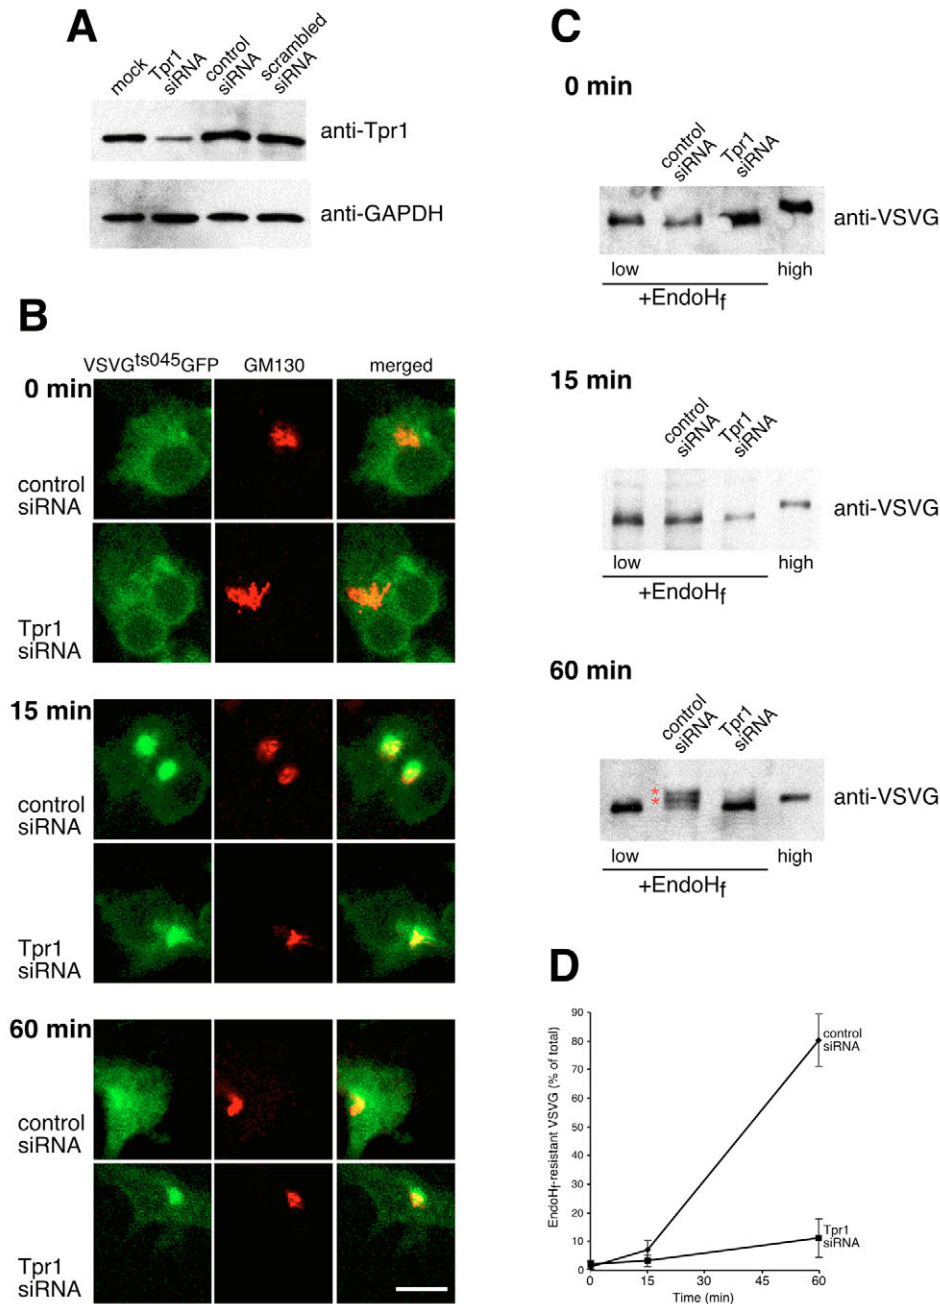 A
mock
Tpr1
siRNA
control
siRNA
scrambled
siRNA
anti-Tpr1
anti-GAPDH
B
VSVGts045GFP GM130 merged
0 min
control
siRNA
Tpr1
siRNA
15 min
control
siRNA
Tpr1
siRNA
60 min
control
siRNA
Tpr1
siRNA
C
0 min
control
siRNA
Tpr1
siRNA
anti-VSVG
low high
+EndoHf
15 min
control
siRNA
Tpr1
siRNA
anti-VSVG
low high
+EndoHf
60 min
control
siRNA
Tpr1
siRNA
*
*
anti-VSVG
low high
+EndoHf
D
EndoHf-resistant VSVG (% of total)
90
80
70
60
50
40
30
20
10
0
control
siRNA
Tpr1
siRNA
0 15 30 45 60
Time (min)